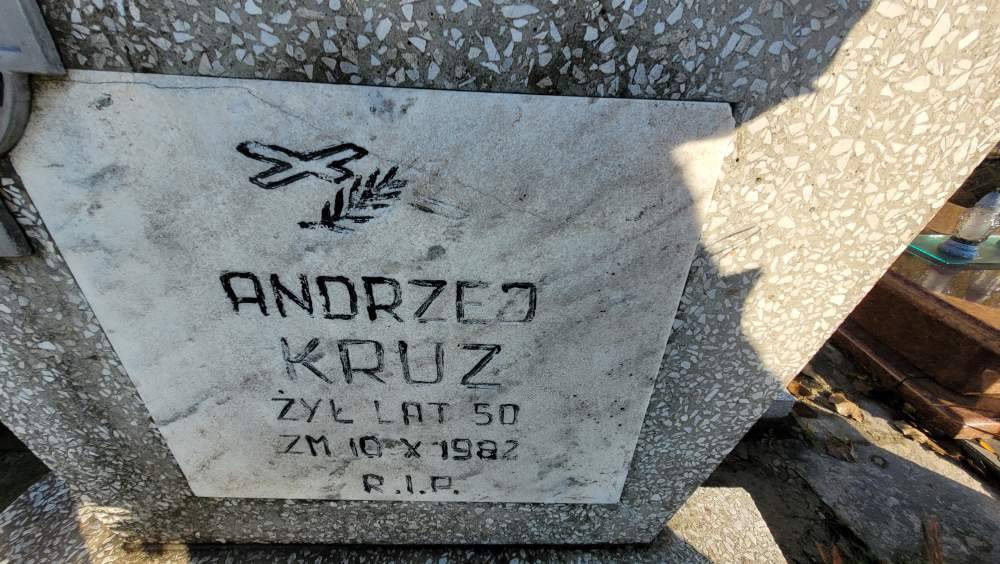 ANDRZEJ
KRUZ
ŻYŁ LAT 50
ZM 10 X 1982
R.I.P.